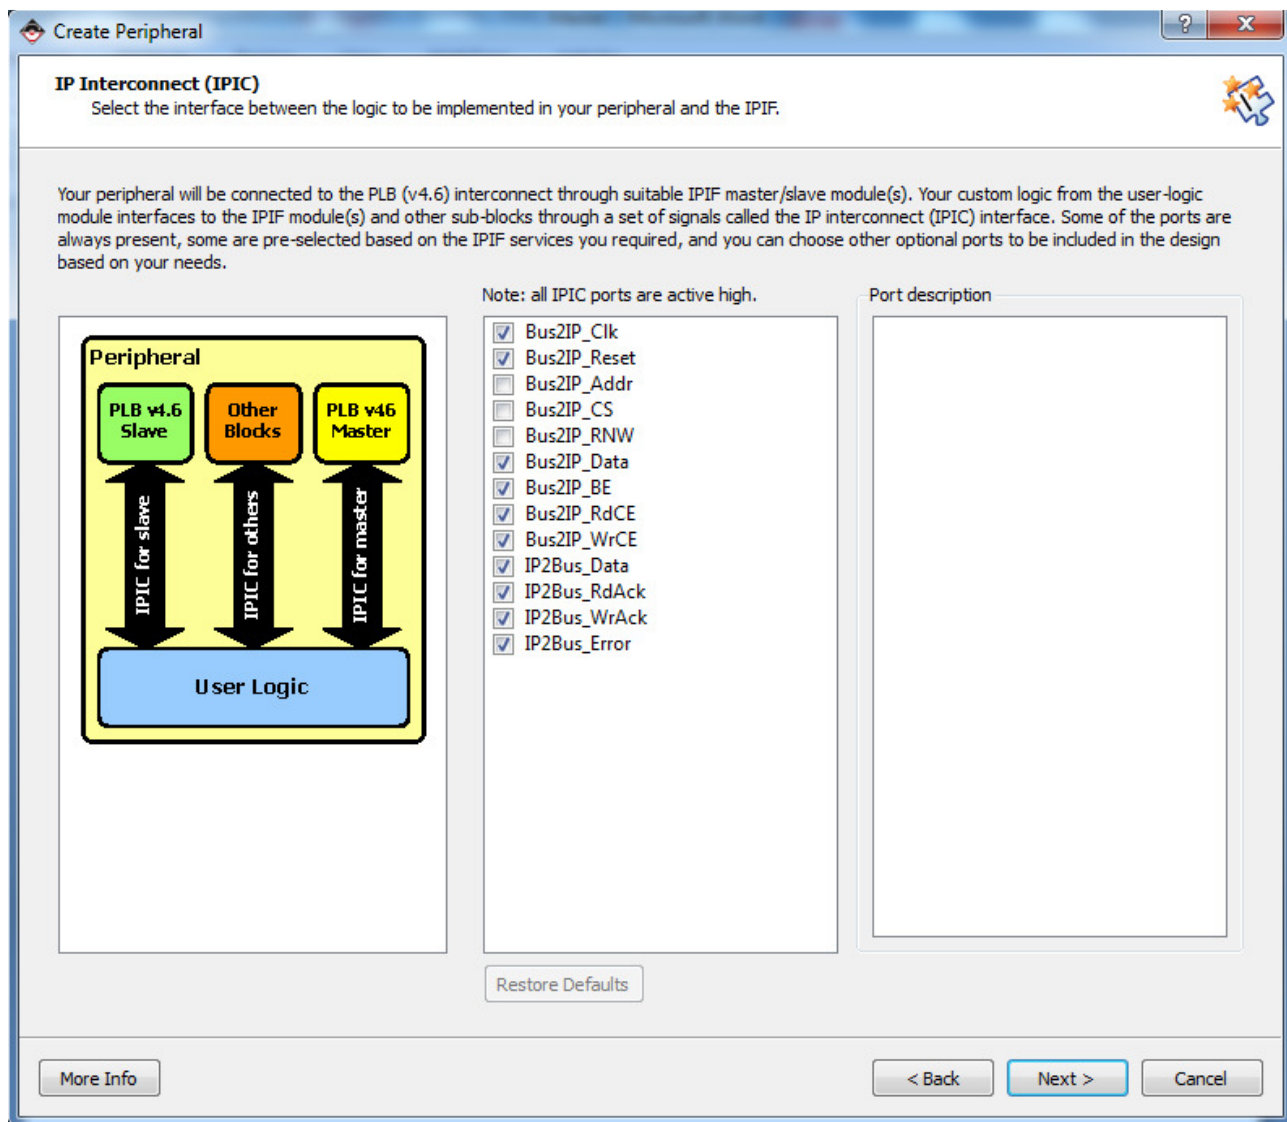 Create Peripheral
IP Interconnect (IPIC)
Select the interface between the logic to be implemented in your peripheral and the IPIF.
Your peripheral will be connected to the PLB (v4.6) interconnect through suitable IPIF master/slave module(s). Your custom logic from the user-logic
module interfaces to the IPIF module(s) and other sub-blocks through a set of signals called the IP interconnect (IPIC) interface. Some of the ports are
always present, some are pre-selected based on the IPIF services you required, and you can choose other optional ports to be included in the design
based on your needs.
Peripheral
PLB v4.6
Slave
Other
Blocks
PLB v46
Master
IPIC for slave
IPIC for others
IPIC for master
User Logic
Note: all IPIC ports are active high.
Bus2IP_Clk
Bus2IP_Reset
Bus2IP_Addr
Bus2IP_CS
Bus2IP_RNW
Bus2IP_Data
Bus2IP_BE
Bus2IP_RdCE
Bus2IP_WrCE
IP2Bus_Data
IP2Bus_RdAck
IP2Bus_WrAck
IP2Bus_Error
Port description
Restore Defaults
More Info
< Back
Next >
Cancel